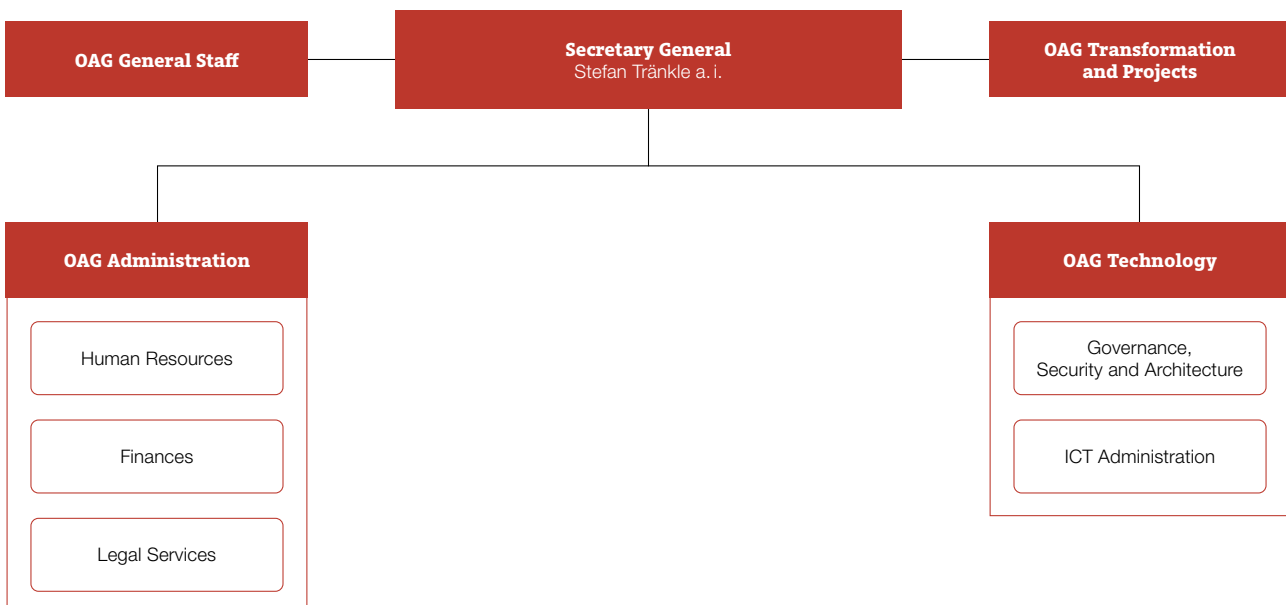 OAG General Staff
Secretary General
Stefan Tränkle a. i.
OAG Transformation
and Projects
OAG Administration
Human Resources
Finances
Legal Services
OAG Technology
Governance,
Security and Architecture
ICT Administration